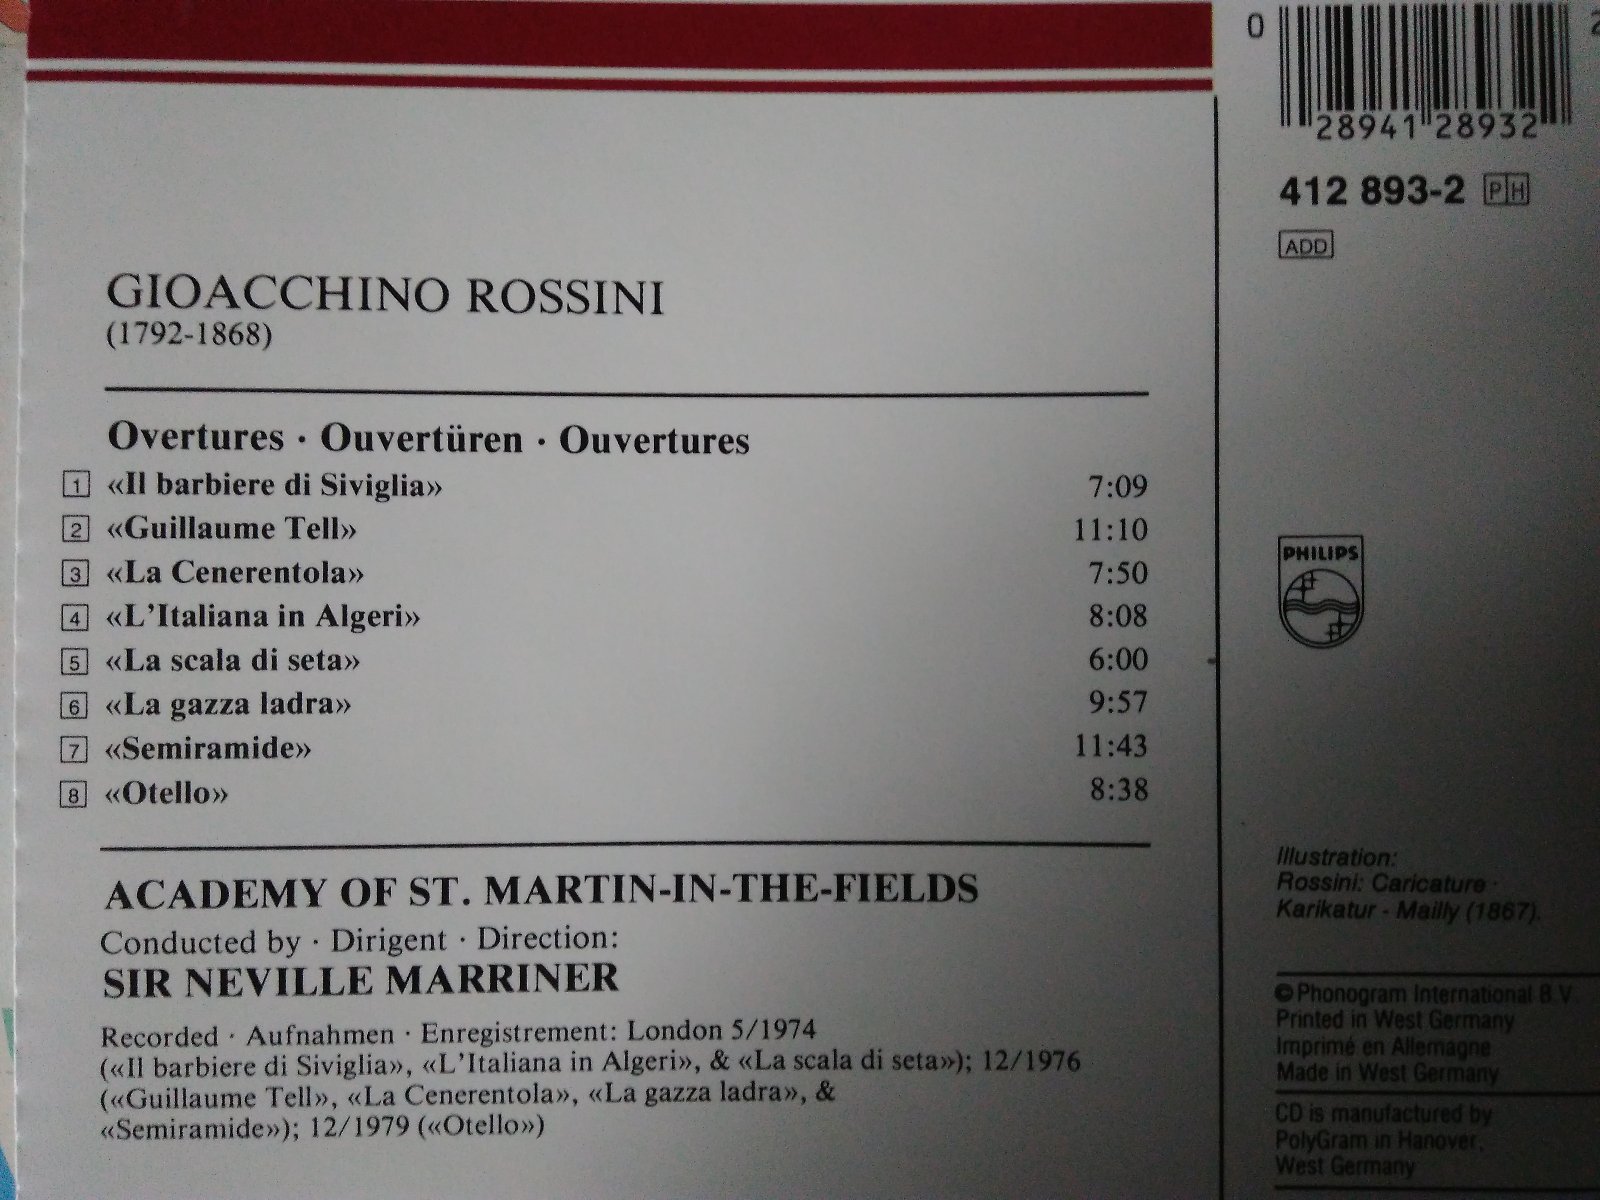 GIOACCHINO ROSSINI
(1792-1868)
Overtures · Ouvertüren · Ouvertures
1 «Il barbiere di Siviglia» 7:09
2 «Guillaume Tell» 11:10
3 «La Cenerentola» 7:50
4 «L’Italiana in Algeri» 8:08
5 «La scala di seta» 6:00
6 «La gazza ladra» 9:57
7 «Semiramide» 11:43
8 «Otello» 8:38
ACADEMY OF ST. MARTIN-IN-THE-FIELDS
Conducted by · Dirigent · Direction:
SIR NEVILLE MARRINER
Recorded · Aufnahmen · Enregistrement: London 5/1974
(«Il barbiere di Siviglia», «L’Italiana in Algeri», & «La scala di seta»); 12/1976
(«Guillaume Tell», «La Cenerentola», «La gazza ladra», &
«Semiramide»); 12/1979 («Otello»)
0 28941 28932 2
412 893-2 PH
ADD
PHILIPS
Illustration:
Rossini: Caricature ·
Karikatur - Mailly (1867).
© Phonogram International B.V.
Printed in West Germany
Imprimé en Allemagne
Made in West Germany
CD is manufactured by
PolyGram in Hanover,
West Germany